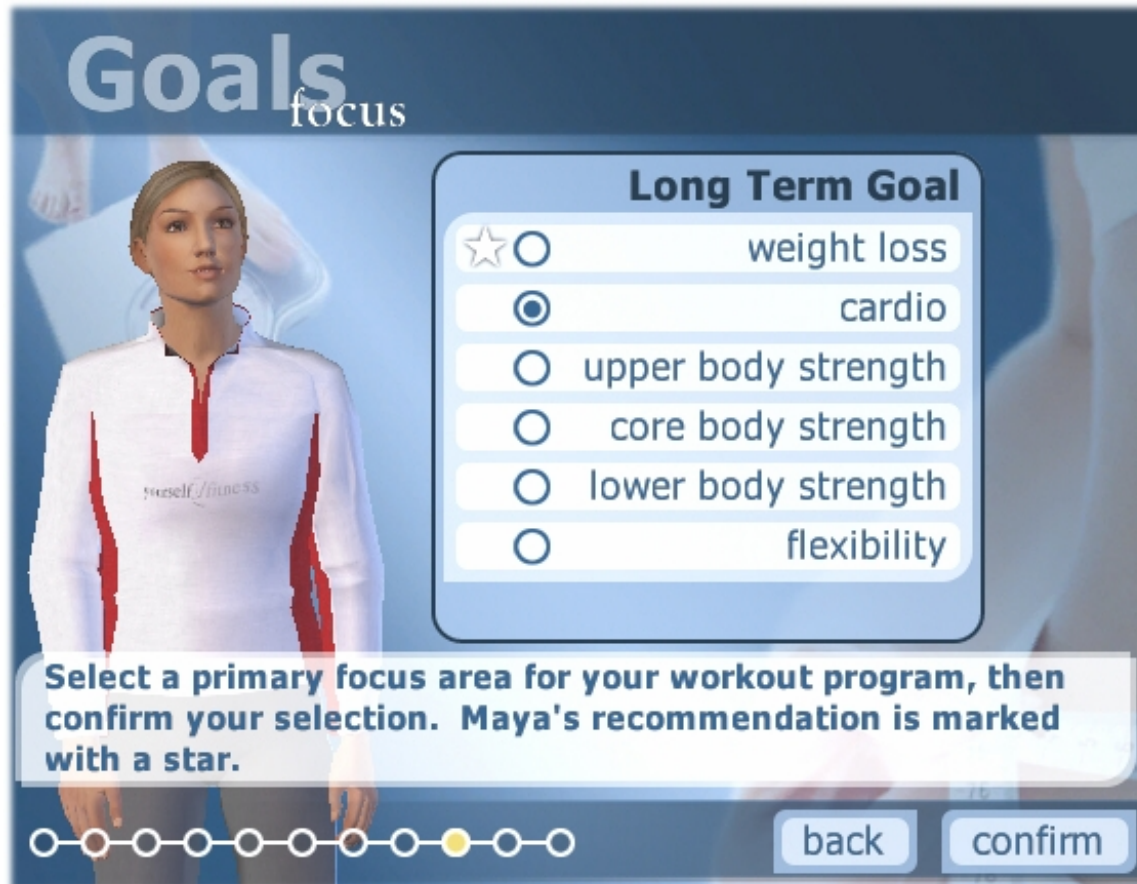 Goals
focus
Long Term Goal
weight loss
cardio
upper body strength
core body strength
lower body strength
flexibility
yourself fitness
Select a primary focus area for your workout program, then
confirm your selection. Maya's recommendation is marked
with a star.
back
confirm